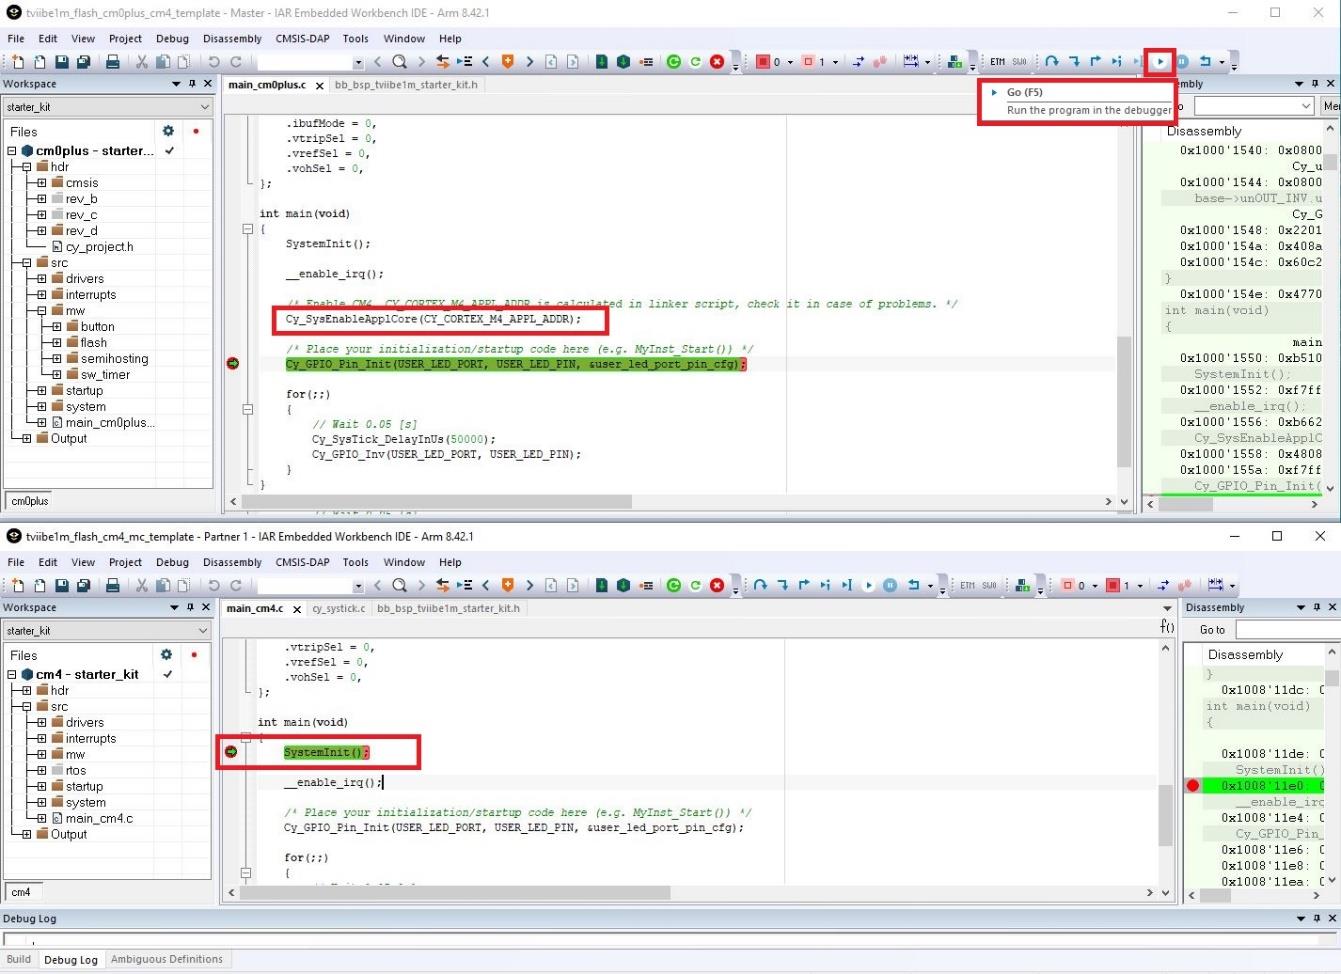 tviibe1m_flash_cm0plus_cm4_template - Master - IAR Embedded Workbench IDE - Arm 8.42.1
File Edit View Project Debug Disassembly CMSIS-DAP Tools Window Help
0 1 ETM SWO
Workspace
main_cm0plus.c bb_bsp_tviibe1m_starter_kit.h
starter_kit
Go (F5)
Run the program in the debugger
Files
cm0plus - starter...
hdr
cmsis
rev_b
rev_c
rev_d
cy_project.h
src
drivers
interrupts
mw
button
flash
semihosting
sw_timer
startup
system
main_cm0plus...
Output
cm0plus
.ibufMode = 0,
.vtripSel = 0,
.vrefSel = 0,
.vohSel = 0,
};
int main(void)
{
SystemInit();
__enable_irq();
/* Enable CM4. CY_CORTEX_M4_APPL_ADDR is calculated in linker script, check it in case of problems. */
Cy_SysEnableApplCore(CY_CORTEX_M4_APPL_ADDR);
/* Place your initialization/startup code here (e.g. MyInst_Start()) */
Cy_GPIO_Pin_Init(USER_LED_PORT, USER_LED_PIN, &user_led_port_pin_cfg);
for(;;)
{
// Wait 0.05 [s]
Cy_SysTick_DelayInUs(50000);
Cy_GPIO_Inv(USER_LED_PORT, USER_LED_PIN);
}
}
Disassembly
0x1000'1540: 0x0800
Cy_u
0x1000'1544: 0x0800
base->unOUT_INV.u
Cy_G
0x1000'1548: 0x2201
0x1000'154a: 0x408a
0x1000'154c: 0x60c2
}
0x1000'154e: 0x4770
int main(void)
{
main
0x1000'1550: 0xb510
SystemInit();
0x1000'1552: 0xf7ff
__enable_irq();
0x1000'1556: 0xb662
Cy_SysEnableApplC
0x1000'1558: 0x4808
0x1000'155a: 0xf7ff
Cy_GPIO_Pin_Init(
tviibe1m_flash_cm4_mc_template - Partner 1 - IAR Embedded Workbench IDE - Arm 8.42.1
File Edit View Project Debug Disassembly CMSIS-DAP Tools Window Help
ETM SWO 0 1
Workspace
main_cm4.c cy_systick.c bb_bsp_tviibe1m_starter_kit.h
Disassembly
starter_kit
f()
Go to
Files
cm4 - starter_kit
hdr
src
drivers
interrupts
mw
rtos
startup
system
main_cm4.c
Output
cm4
.vtripSel = 0,
.vrefSel = 0,
.vohSel = 0,
};
int main(void)
{
SystemInit();
__enable_irq();
/* Place your initialization/startup code here (e.g. MyInst_Start()) */
Cy_GPIO_Pin_Init(USER_LED_PORT, USER_LED_PIN, &user_led_port_pin_cfg);
for(;;)
{
Disassembly
}
0x1008'11dc:
int main(void)
{
0x1008'11de:
SystemInit()
0x1008'11e0:
__enable_irq
0x1008'11e4:
Cy_GPIO_Pin_
0x1008'11e6:
0x1008'11e8:
0x1008'11ea:
Debug Log
Build Debug Log Ambiguous Definitions